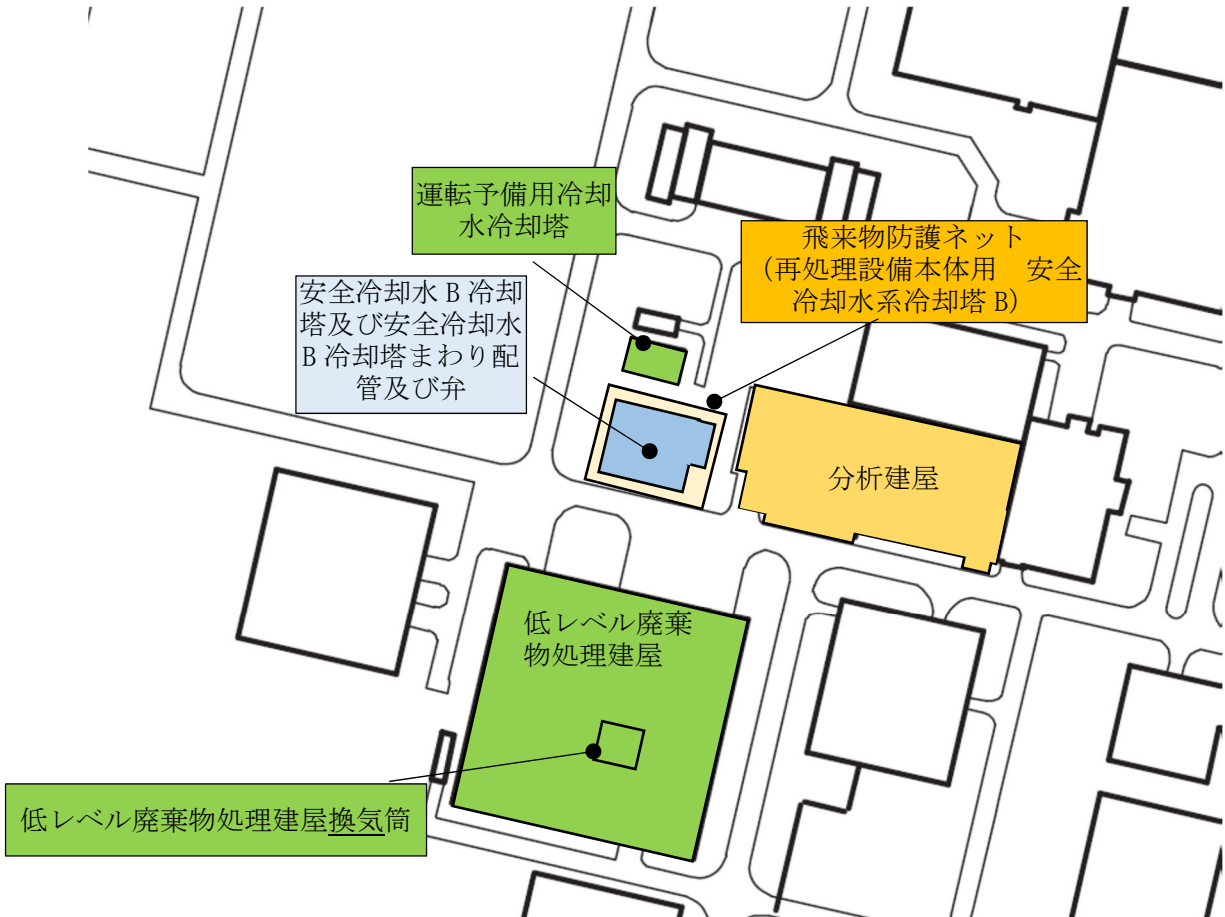 運転予備用冷却
水冷却塔
飛来物防護ネット
（再処理設備本体用　安全
冷却水系冷却塔 B）
安全冷却水 B 冷却
塔及び安全冷却水
B 冷却塔まわり配
管及び弁
分析建屋
低レベル廃棄
物処理建屋
低レベル廃棄物処理建屋換気筒